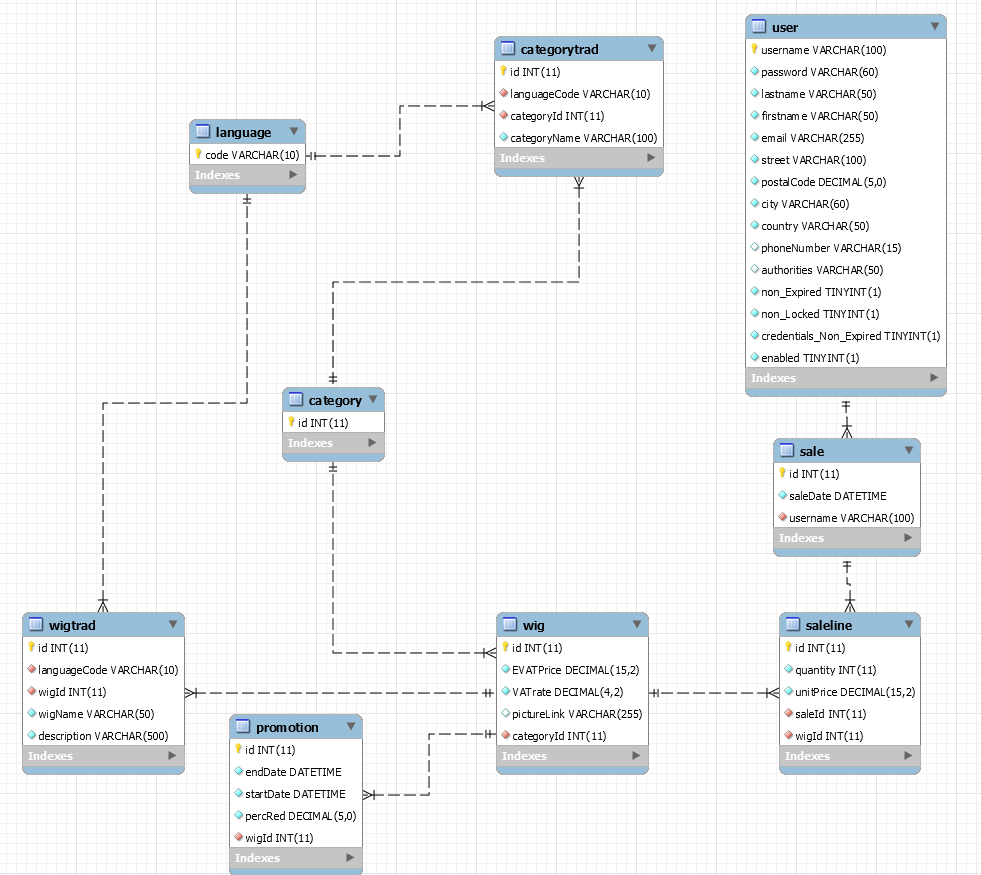 user
username VARCHAR(100)
password VARCHAR(60)
lastname VARCHAR(50)
firstname VARCHAR(50)
email VARCHAR(255)
street VARCHAR(100)
postalCode DECIMAL(5,0)
city VARCHAR(60)
country VARCHAR(50)
phoneNumber VARCHAR(15)
authorities VARCHAR(50)
non_Expired TINYINT(1)
non_Locked TINYINT(1)
credentials_Non_Expired TINYINT(1)
enabled TINYINT(1)
Indexes
categorytrad
id INT(11)
languageCode VARCHAR(10)
categoryId INT(11)
categoryName VARCHAR(100)
Indexes
language
code VARCHAR(10)
Indexes
category
id INT(11)
Indexes
sale
id INT(11)
saleDate DATETIME
username VARCHAR(100)
Indexes
wigtrad
id INT(11)
languageCode VARCHAR(10)
wigId INT(11)
wigName VARCHAR(50)
description VARCHAR(500)
Indexes
wig
id INT(11)
EVATPrice DECIMAL(15,2)
VATrate DECIMAL(4,2)
pictureLink VARCHAR(255)
categoryId INT(11)
Indexes
saleline
id INT(11)
quantity INT(11)
unitPrice DECIMAL(15,2)
saleId INT(11)
wigId INT(11)
Indexes
promotion
id INT(11)
endDate DATETIME
startDate DATETIME
percRed DECIMAL(5,0)
wigId INT(11)
Indexes